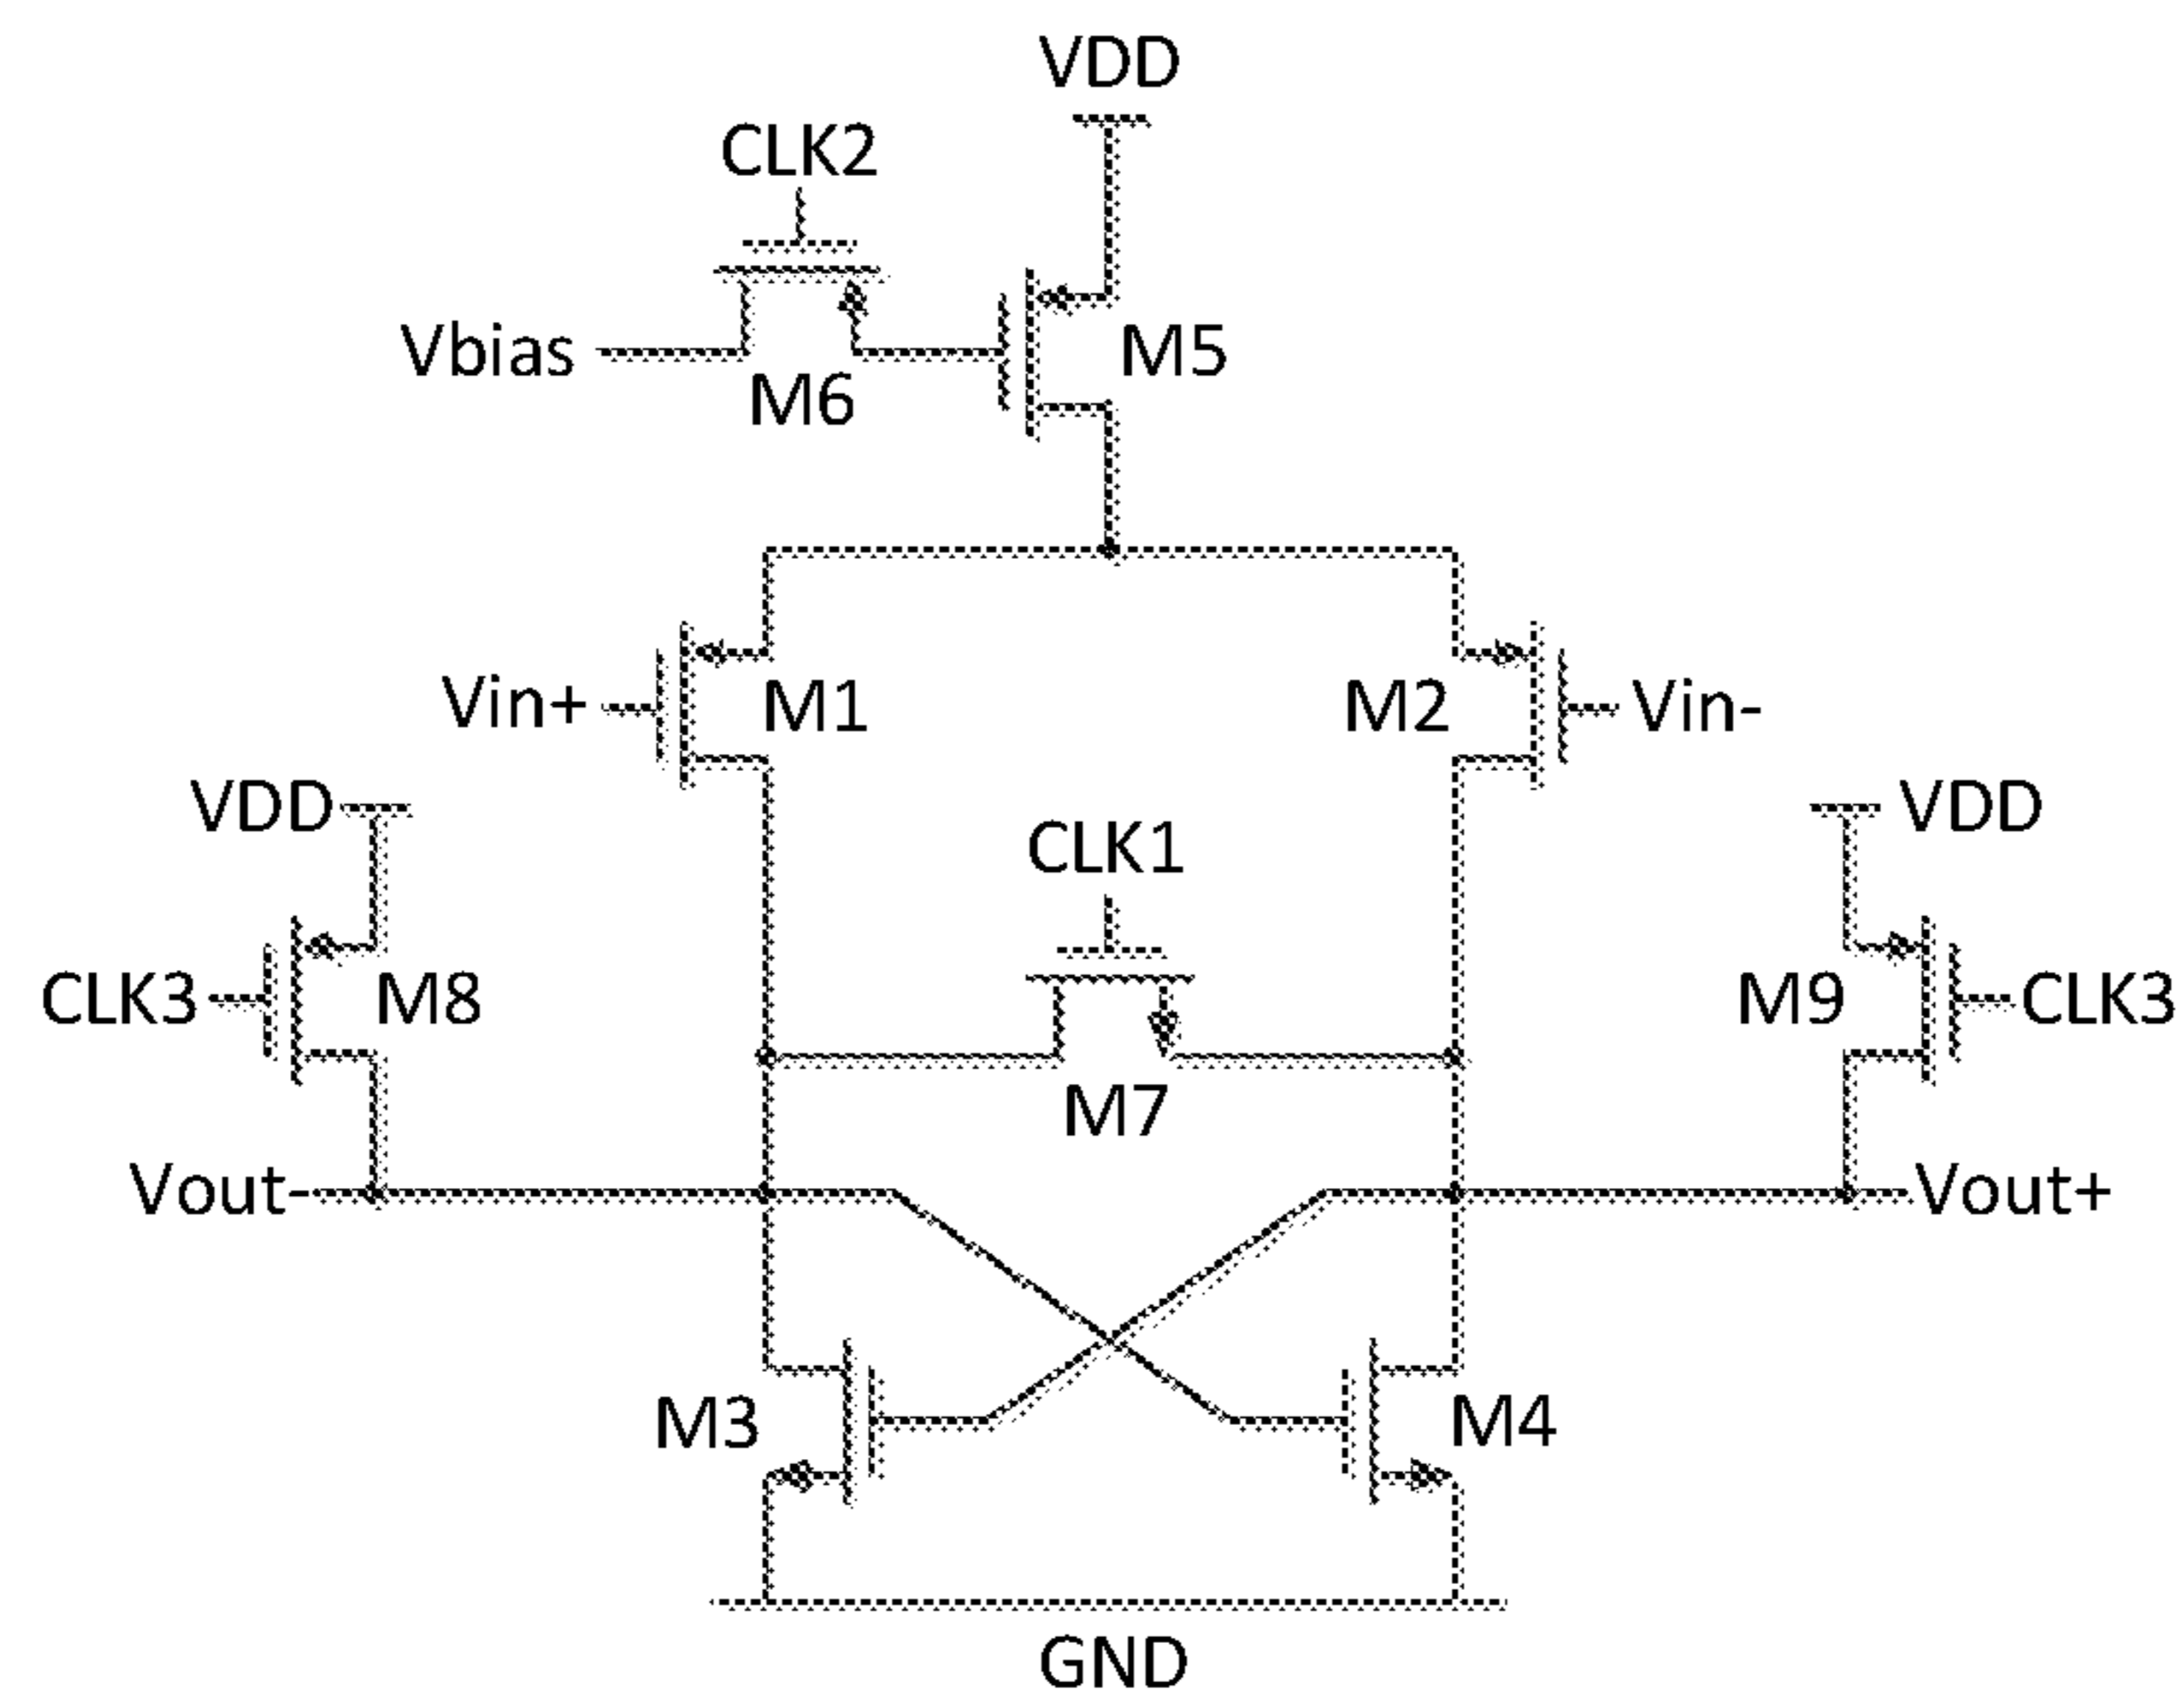 VDD
CLK2
Vbias
M6
M5
Vin+
M1
M2
Vin-
VDD
CLK1
VDD
CLK3
M8
M9
CLK3
M7
Vout-
Vout+
M3
M4
GND